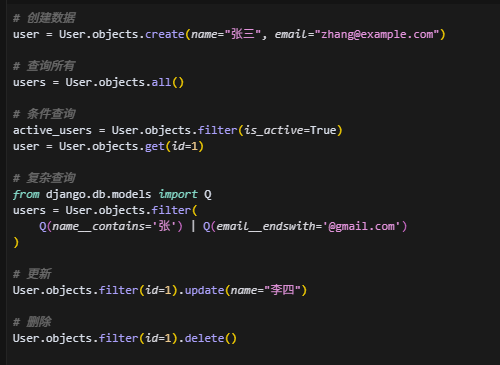 # 创建数据
user = User.objects.create(name="张三", email="zhang@example.com")
# 查询所有
users = User.objects.all()
# 条件查询
active_users = User.objects.filter(is_active=True)
user = User.objects.get(id=1)
# 复杂查询
from django.db.models import Q
users = User.objects.filter(
    Q(name__contains='张') | Q(email__endswith='@gmail.com')
)
# 更新
User.objects.filter(id=1).update(name="李四")
# 删除
User.objects.filter(id=1).delete()